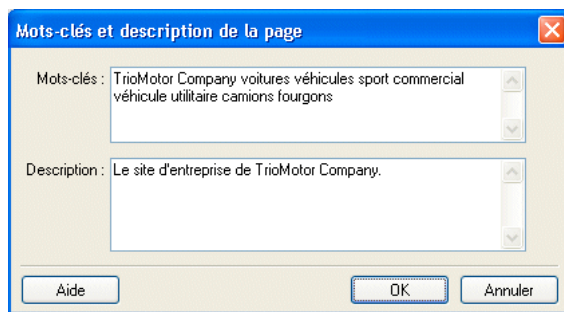 Mots-clés et description de la page
Mots-clés : TrioMotor Company voitures véhicules sport commercial
véhicule utilitaire camions fourgons
Description : Le site d'entreprise de TrioMotor Company.
Aide OK Annuler